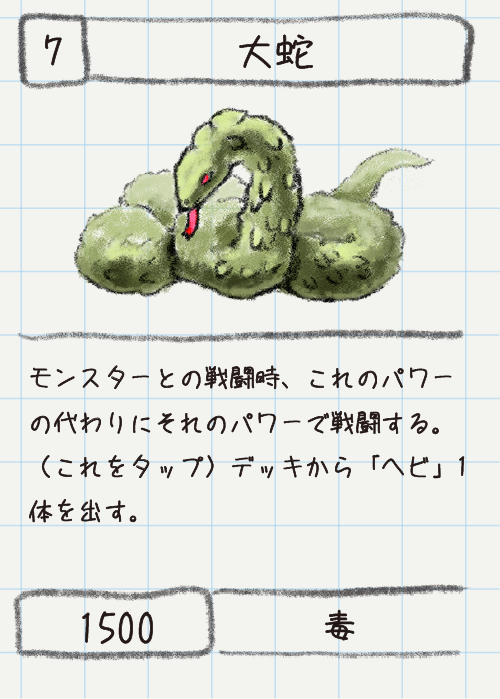 7
大蛇
モンスターとの戦闘時、これのパワー
の代わりにそれのパワーで戦闘する。
（これをタップ）デッキから「ヘビ」1
体を出す。
1500
毒